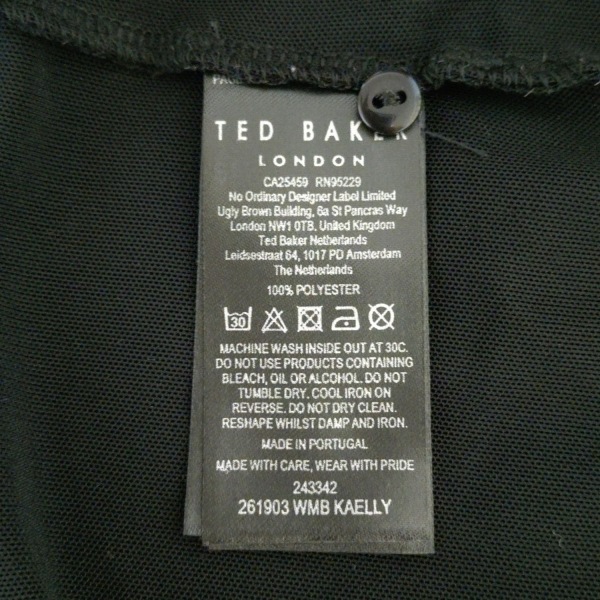 TED BAKER
LONDON
CA25459 RN95229
No Ordinary Designer Label Limited
Ugly Brown Building, 6a St Pancras Way
London NW1 0TB, United Kingdom
Ted Baker Netherlands
Leidsestraat 64, 1017 PD Amsterdam
The Netherlands
100% POLYESTER
30
MACHINE WASH INSIDE OUT AT 30C.
DO NOT USE PRODUCTS CONTAINING
BLEACH, OIL OR ALCOHOL. DO NOT
TUMBLE DRY. COOL IRON ON
REVERSE. DO NOT DRY CLEAN.
RESHAPE WHILST DAMP AND IRON.
MADE IN PORTUGAL
MADE WITH CARE, WEAR WITH PRIDE
243342
261903 WMB KAELLY